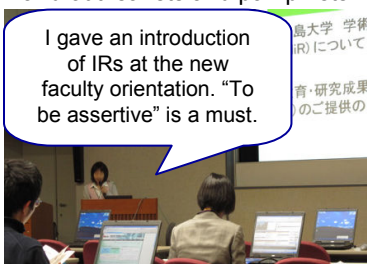 I gave an introduction
of IRs at the new
faculty orientation. “To
be assertive” is a must.
島大学 学術
iR)について
育・研究成果
)のご提供の